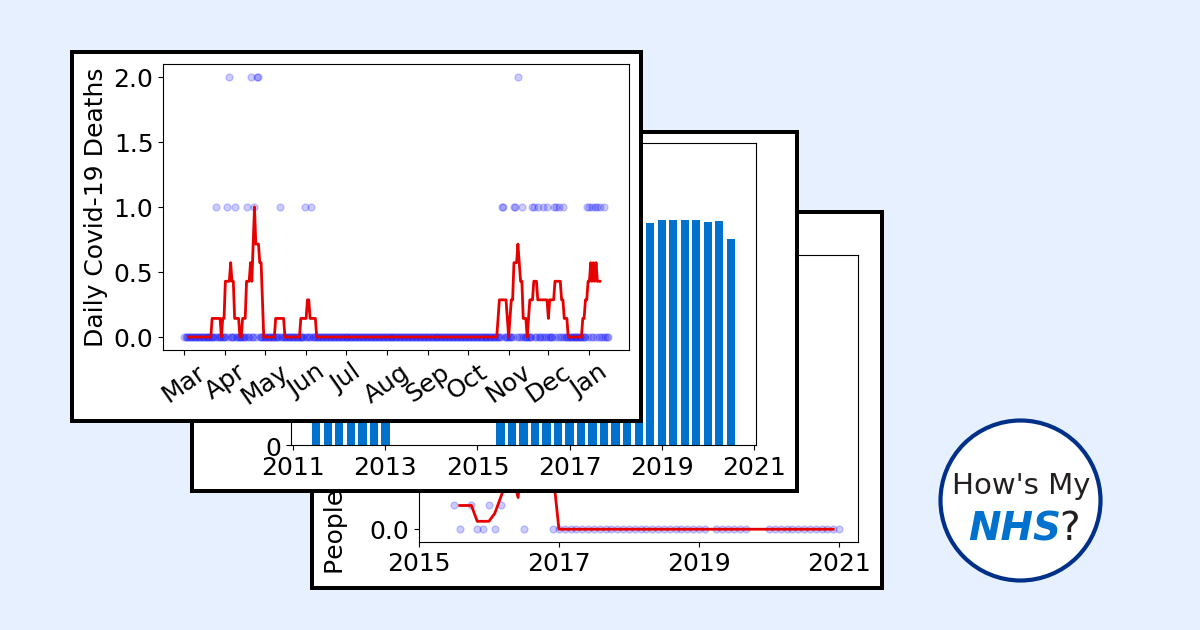 Daily Covid-19 Deaths
2.0
1.5
1.0
0.5
0.0
Mar Apr May Jun Jul Aug Sep Oct Nov Dec Jan
0
2011 2013 2015 2017 2019 2021
People
0.0
2015 2017 2019 2021
How's My
NHS?